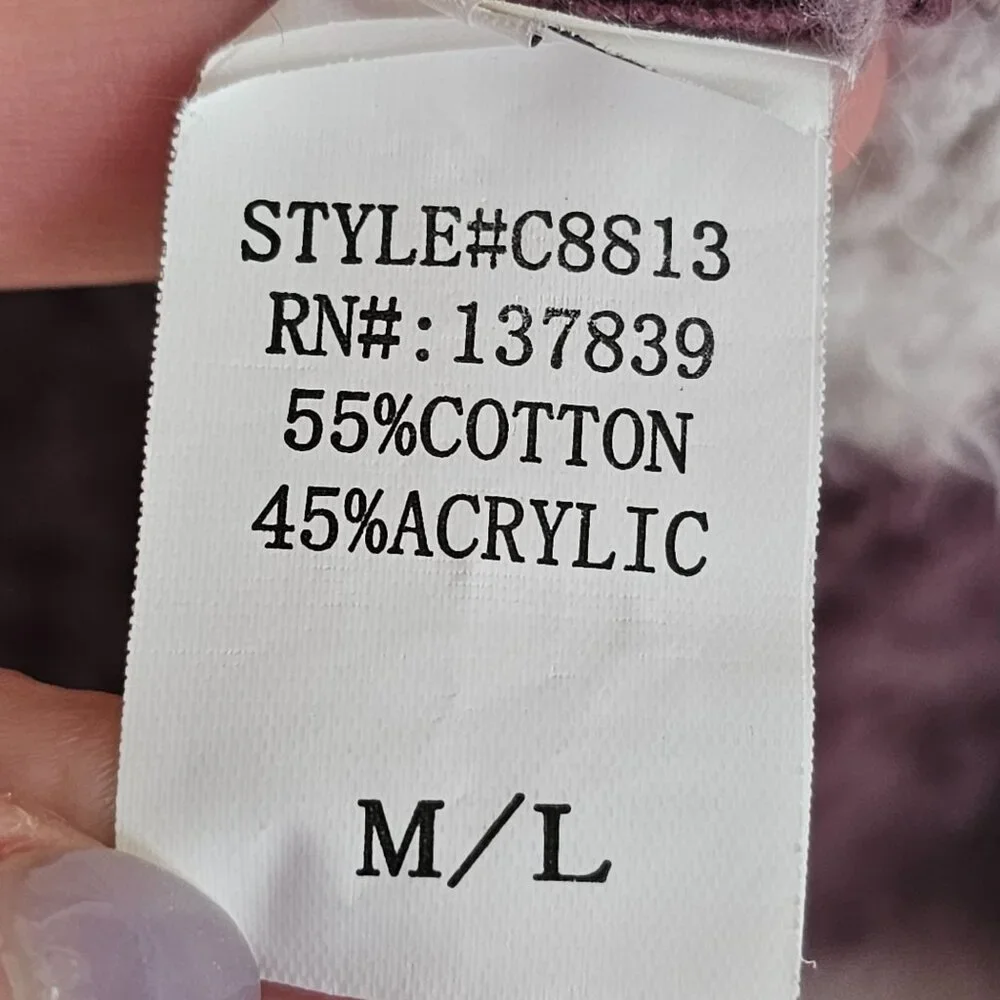 STYLE#C8813
RN#:137839
55%COTTON
45%ACRYLIC
M/L